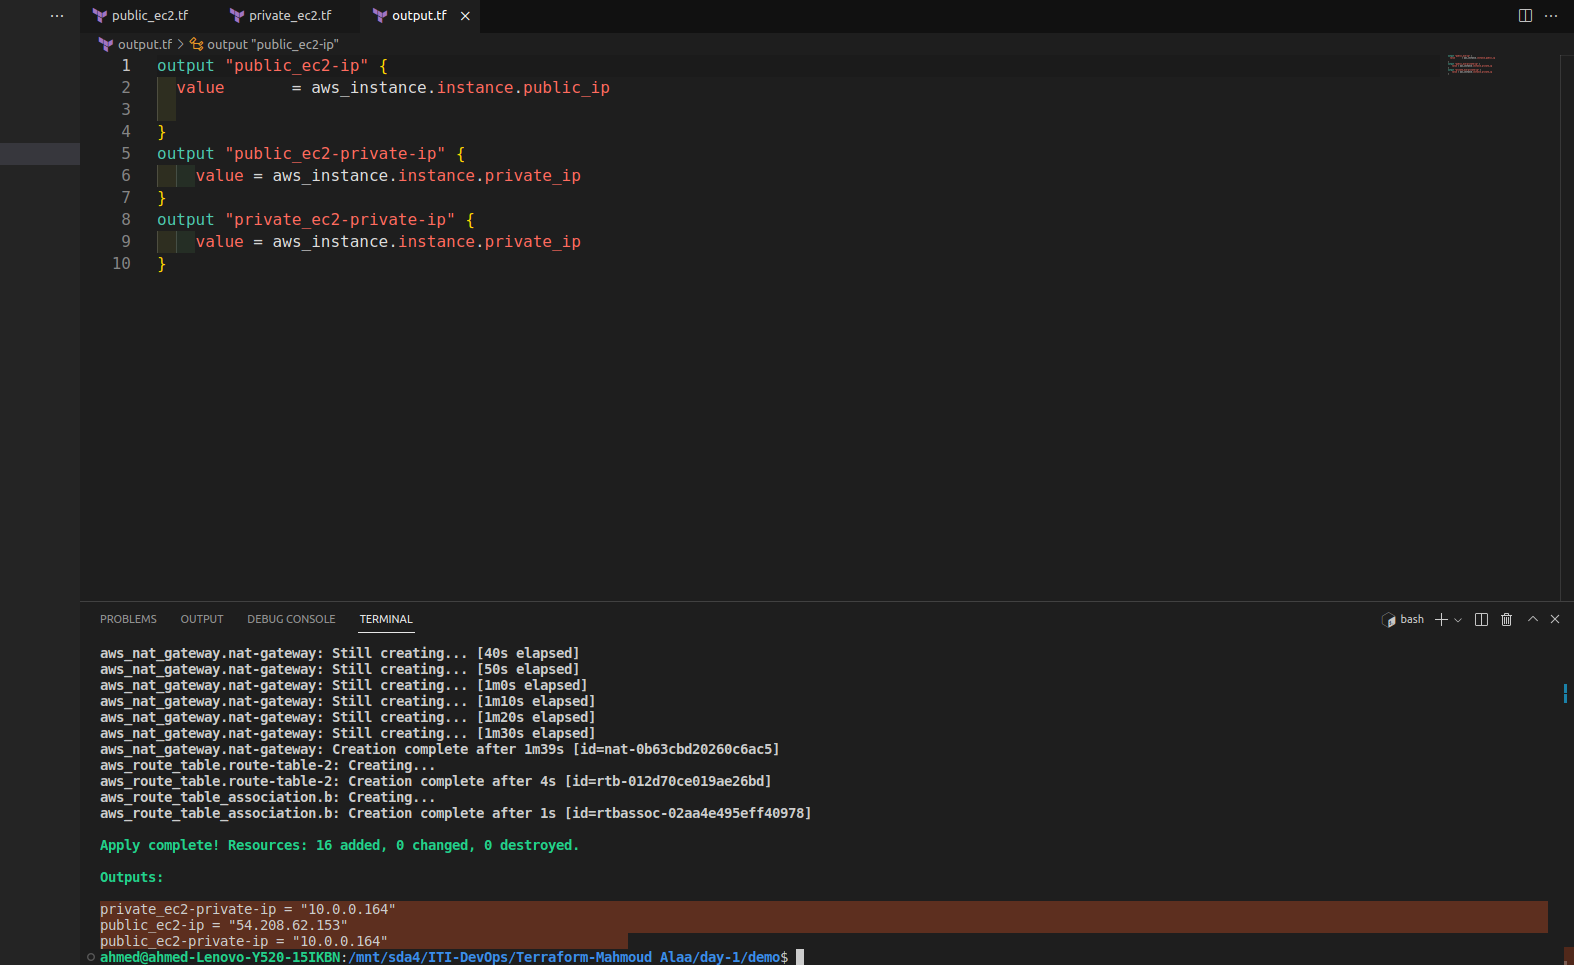 public_ec2.tf private_ec2.tf output.tf
output.tf > output "public_ec2-ip"
1 output "public_ec2-ip" {
2   value       = aws_instance.instance.public_ip
3
4 }
5 output "public_ec2-private-ip" {
6     value = aws_instance.instance.private_ip
7 }
8 output "private_ec2-private-ip" {
9     value = aws_instance.instance.private_ip
10 }
PROBLEMS OUTPUT DEBUG CONSOLE TERMINAL bash
aws_nat_gateway.nat-gateway: Still creating... [40s elapsed]
aws_nat_gateway.nat-gateway: Still creating... [50s elapsed]
aws_nat_gateway.nat-gateway: Still creating... [1m0s elapsed]
aws_nat_gateway.nat-gateway: Still creating... [1m10s elapsed]
aws_nat_gateway.nat-gateway: Still creating... [1m20s elapsed]
aws_nat_gateway.nat-gateway: Still creating... [1m30s elapsed]
aws_nat_gateway.nat-gateway: Creation complete after 1m39s [id=nat-0b63cbd20260c6ac5]
aws_route_table.route-table-2: Creating...
aws_route_table.route-table-2: Creation complete after 4s [id=rtb-012d70ce019ae26bd]
aws_route_table_association.b: Creating...
aws_route_table_association.b: Creation complete after 1s [id=rtbassoc-02aa4e495eff40978]
Apply complete! Resources: 16 added, 0 changed, 0 destroyed.
Outputs:
private_ec2-private-ip = "10.0.0.164"
public_ec2-ip = "54.208.62.153"
public_ec2-private-ip = "10.0.0.164"
ahmed@ahmed-Lenovo-Y520-15IKBN:/mnt/sda4/ITI-DevOps/Terraform-Mahmoud Alaa/day-1/demo$